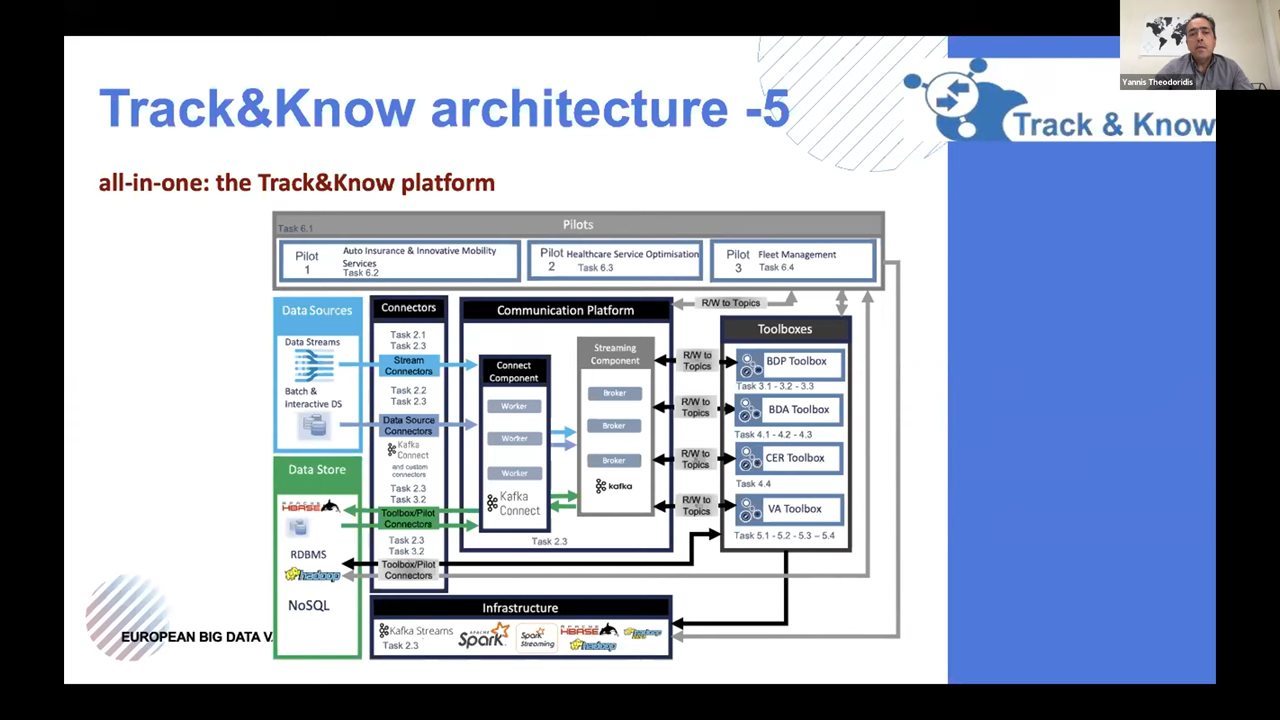 Track&Know architecture -5
Yannis Theodoridis
Track & Know
all-in-one: the Track&Know platform
Pilots
Task 6.1
Pilot
1
Auto Insurance & Innovative Mobility
Services
Task 6.2
Pilot
2
Healthcare Service Optimisation
Task 6.3
Pilot
3
Fleet Management
Task 6.4
Data Sources
Data Streams
Batch &
Interactive DS
Data Store
APACHE
HBASE
RDBMS
hadoop
NoSQL
Connectors
Task 2.1
Task 2.3
Stream
Connectors
Task 2.2
Task 2.3
Data Source
Connectors
Kafka
Connect
and custom
connectors
Task 2.3
Task 3.2
Toolbox/Pilot
Connectors
Task 2.3
Task 3.2
Toolbox/Pilot
Connectors
Communication Platform
Connect
Component
Worker
Worker
Worker
Kafka
Connect
Streaming
Component
Broker
Broker
Broker
kafka
Task 2.3
R/W to Topics
R/W to
Topics
R/W to
Topics
R/W to
Topics
R/W to
Topics
Toolboxes
BDP Toolbox
Task 3.1 - 3.2 - 3.3
BDA Toolbox
Task 4.1 - 4.2 - 4.3
CER Toolbox
Task 4.4
VA Toolbox
Task 5.1 - 5.2 - 5.3 – 5.4
Infrastructure
Kafka Streams
Task 2.3
APACHE
Spark
Spark
Streaming
APACHE
HBASE
hadoop
hadoop
EUROPEAN BIG DATA V